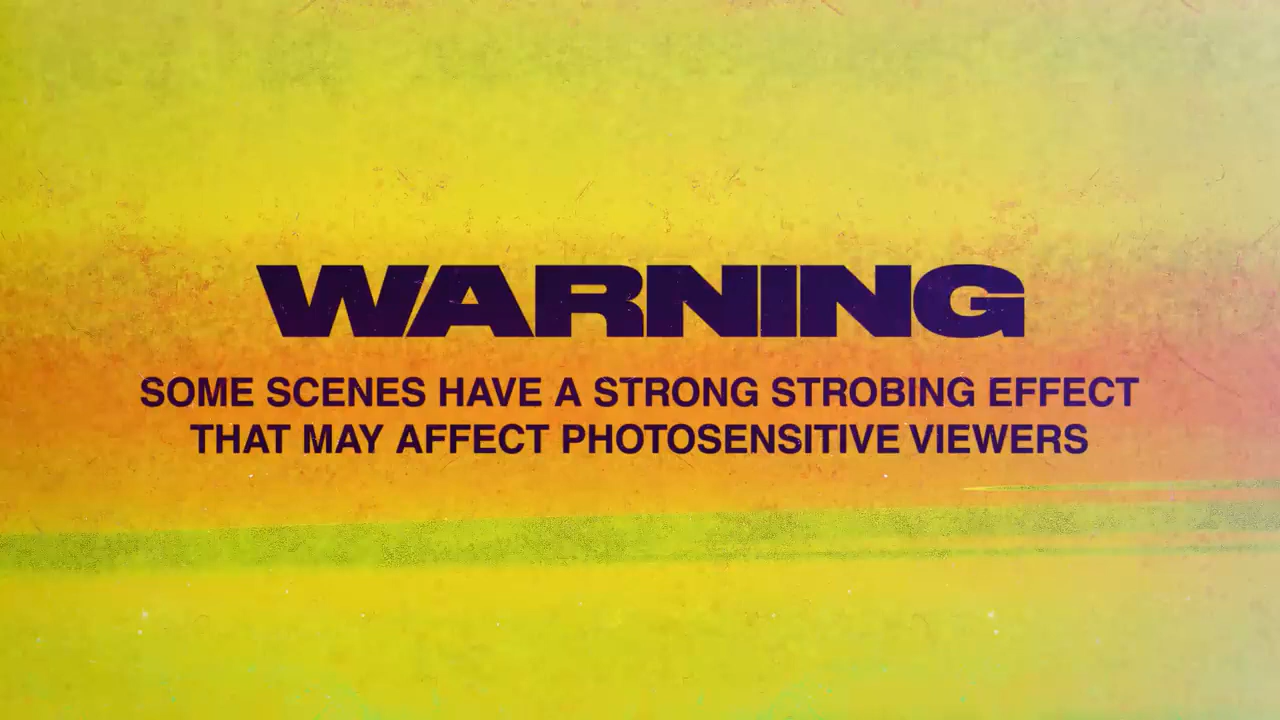 WARNING
SOME SCENES HAVE A STRONG STROBING EFFECT
THAT MAY AFFECT PHOTOSENSITIVE VIEWERS